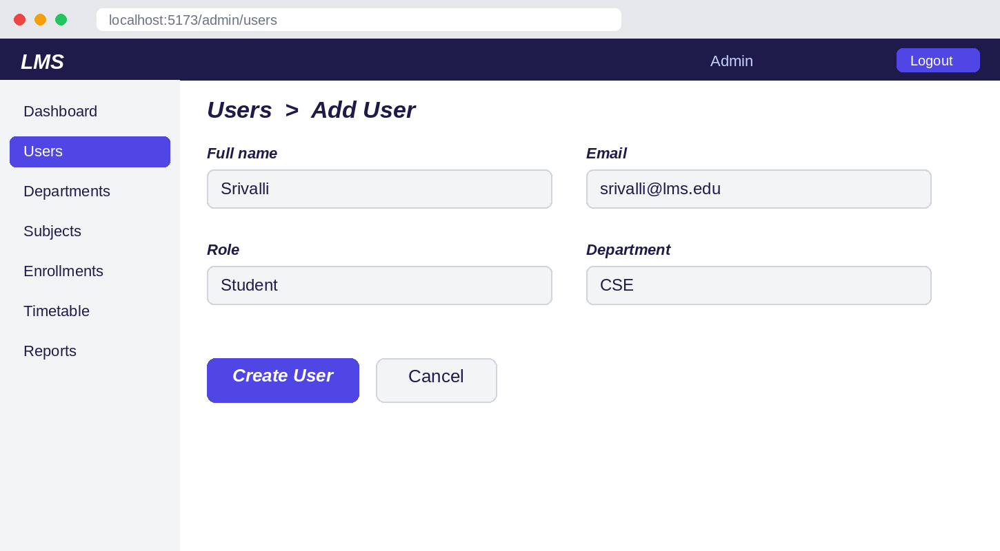 localhost:5173/admin/users
LMS
Admin
Logout
Dashboard
Users
Departments
Subjects
Enrollments
Timetable
Reports
Users > Add User
Full name
Email
Srivalli
srivalli@lms.edu
Role
Department
Student
CSE
Create User
Cancel